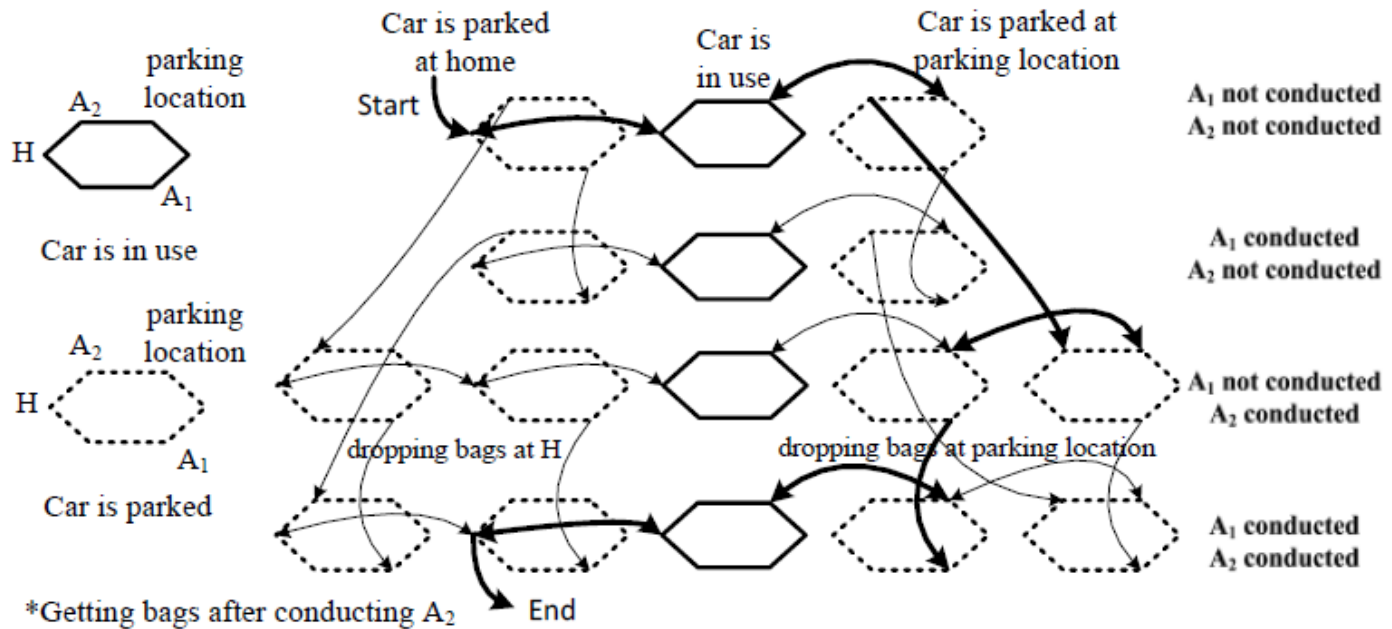 Car is parked
at home
Car is
in use
Car is parked at
parking location
parking
location
A₂
H
A₁
Car is in use
Start
A₁ not conducted
A₂ not conducted
A₁ conducted
A₂ not conducted
parking
location
A₂
H
A₁
Car is parked
A₁ not conducted
A₂ conducted
dropping bags at H
dropping bags at parking location
A₁ conducted
A₂ conducted
*Getting bags after conducting A₂
End